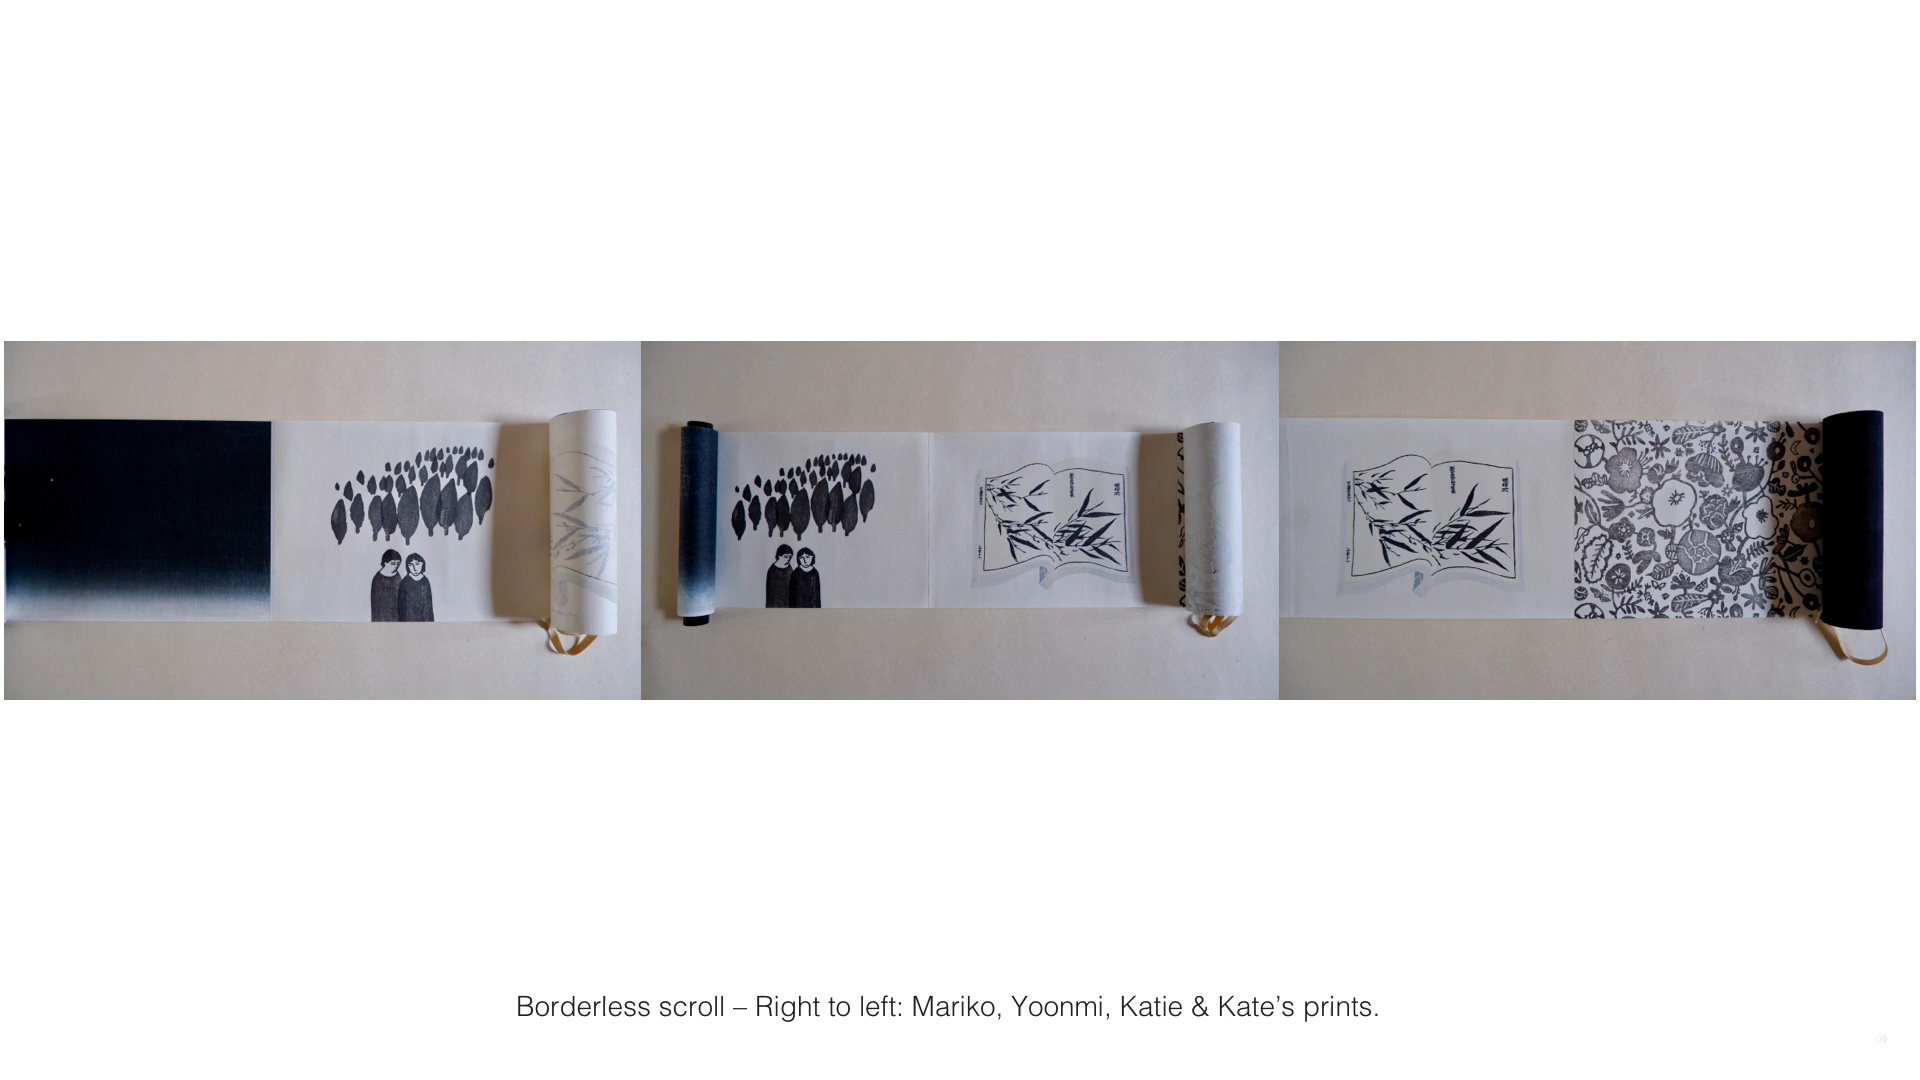 Borderless scroll – Right to left: Mariko, Yoonmi, Katie & Kate’s prints.